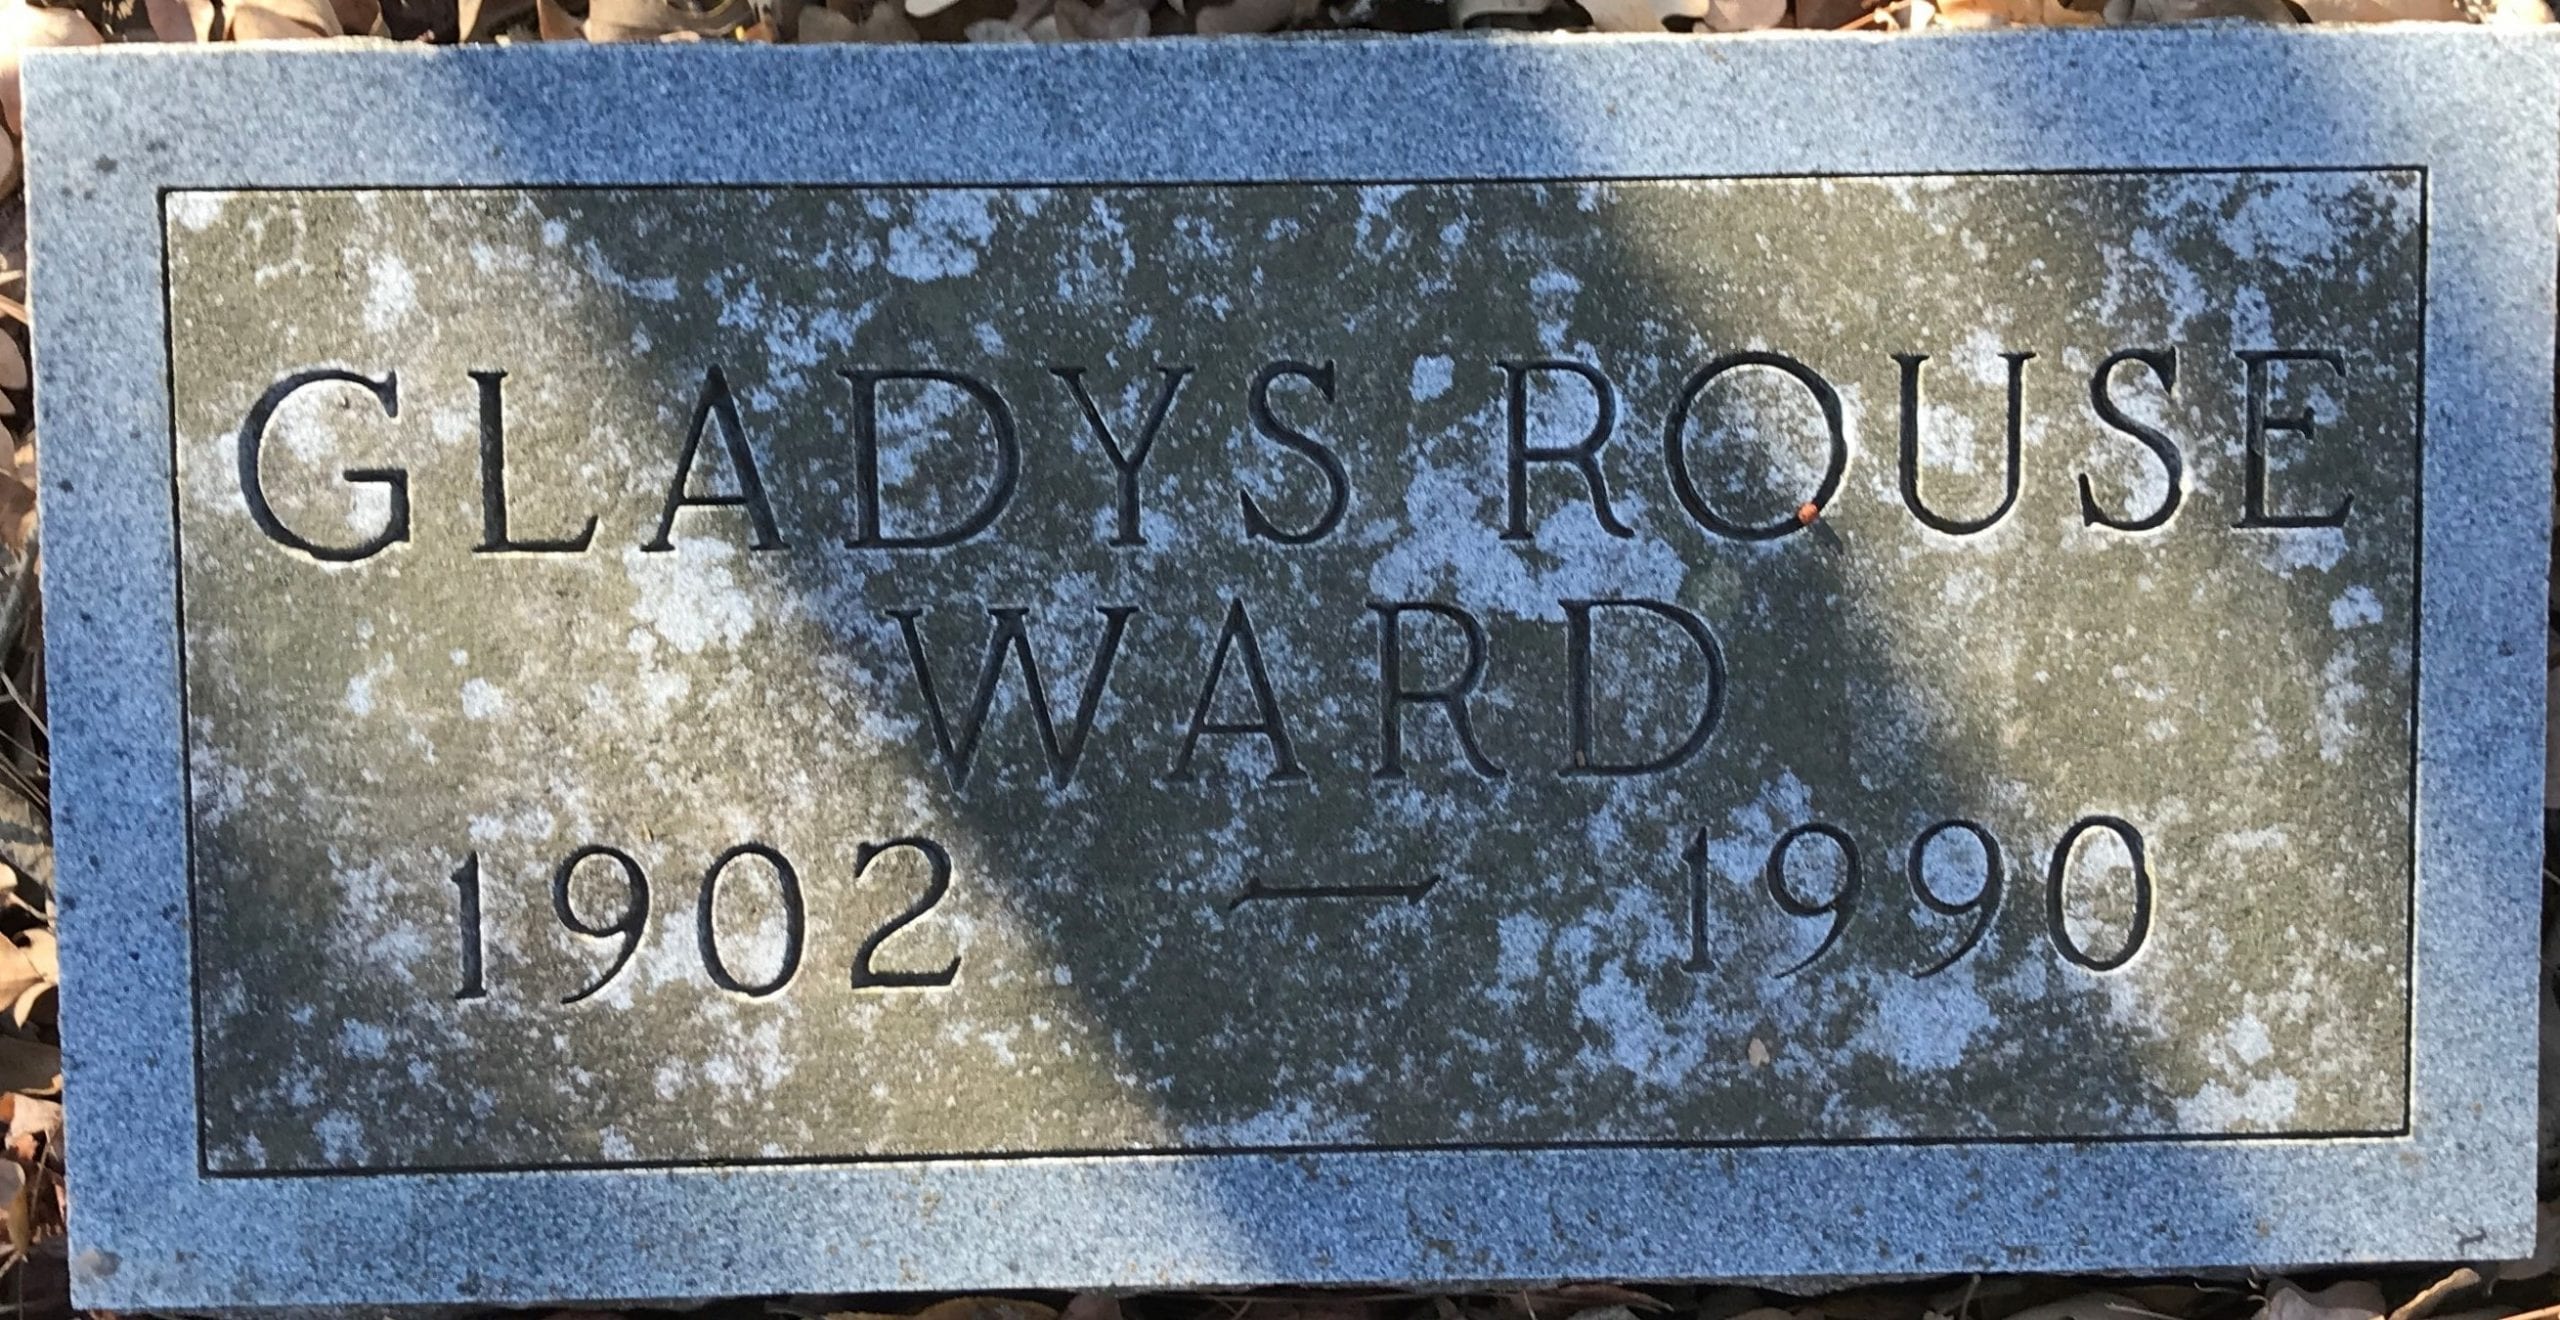 GLADYS ROUSE
WARD
1902 — 1990